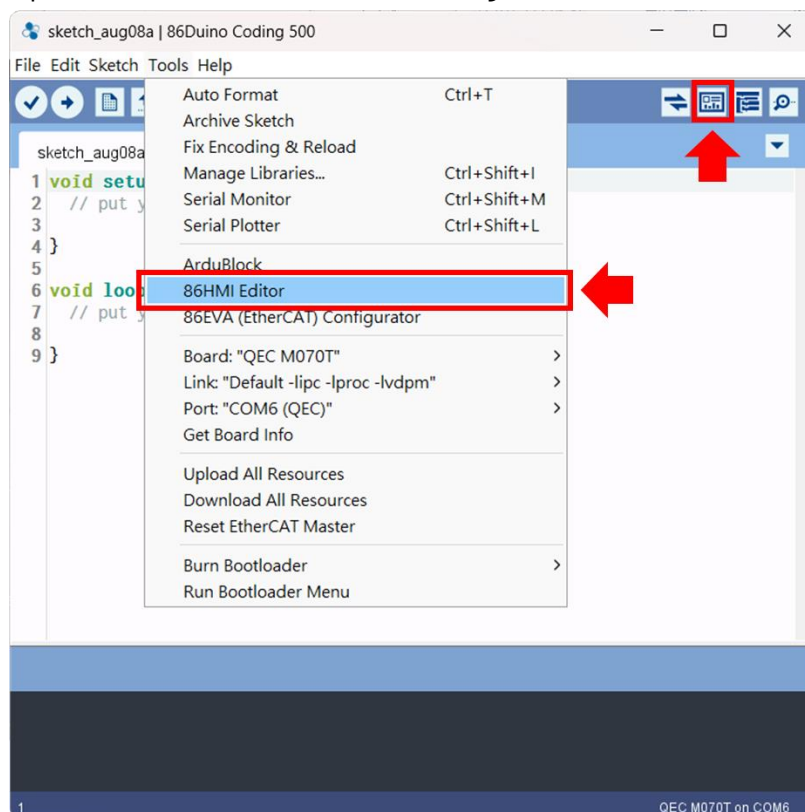 sketch_aug08a | 86Duino Coding 500
File Edit Sketch Tools Help
sketch_aug08a
Auto Format Ctrl+T
Archive Sketch
Fix Encoding & Reload
Manage Libraries... Ctrl+Shift+I
Serial Monitor Ctrl+Shift+M
Serial Plotter Ctrl+Shift+L
ArduBlock
86HMI Editor
86EVA (EtherCAT) Configurator
Board: "QEC M070T"
Link: "Default -lipc -lproc -lvdpm"
Port: "COM6 (QEC)"
Get Board Info
Upload All Resources
Download All Resources
Reset EtherCAT Master
Burn Bootloader
Run Bootloader Menu
1 void setu
2 // put y
3
4 }
5
6 void loop
7 // put y
8
9 }
1 QEC M070T on COM6